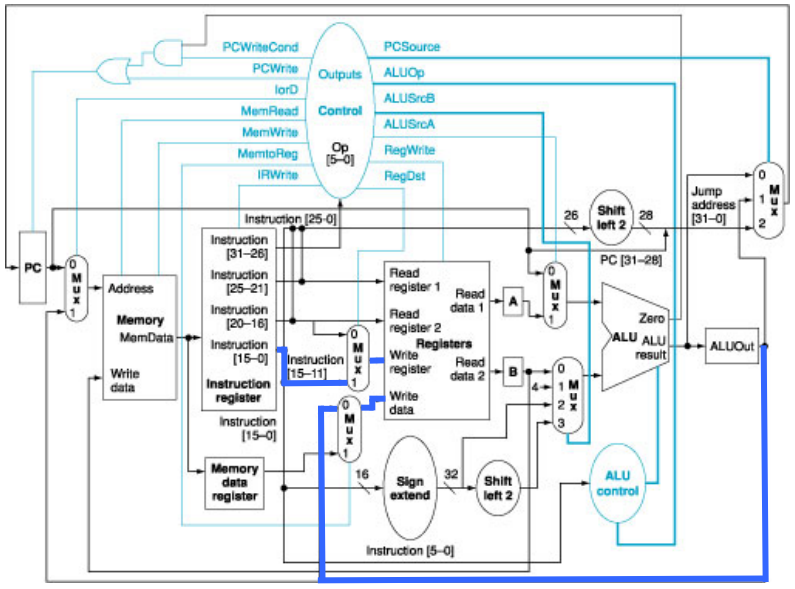 PCWriteCond
PCWrite
IorD
MemRead
MemWrite
MemtoReg
IRWrite
Outputs
Control
Op
[5–0]
PCSource
ALUOp
ALUSrcB
ALUSrcA
RegWrite
RegDst
PC
0
M
u
x
1
Address
Memory
MemData
Write
data
Instruction [25-0]
Instruction
[31–26]
Instruction
[25–21]
Instruction
[20–16]
Instruction
[15–0]
Instruction
register
Instruction
[15–0]
Memory
data
register
Instruction
[15–11]
0
M
u
x
1
0
M
u
x
1
Read
register 1
Read
register 2
Registers
Write
register
Write
data
Read
data 1
Read
data 2
A
B
4
0
M
u
x
1
0
1
M
u
x
2
3
16
Sign
extend
32
Shift
left 2
Instruction [5–0]
26
Shift
left 2
28
PC [31–28]
Jump
address
[31–0]
0
1
M
u
x
2
Zero
ALU
ALU
result
ALUOut
ALU
control